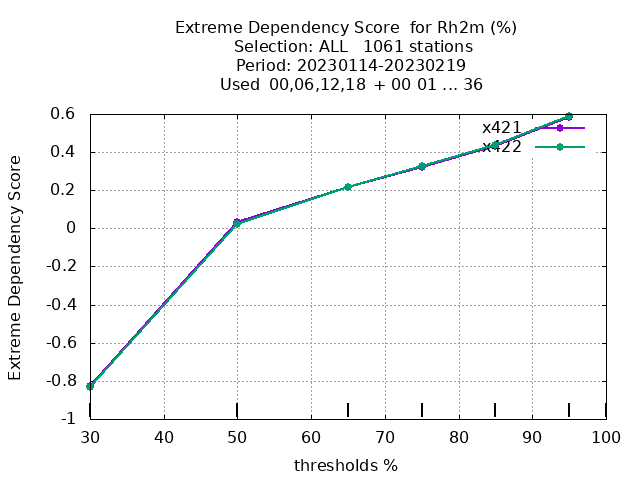 Extreme Dependency Score  for Rh2m (%)
Selection: ALL   1061 stations
Period: 20230114-20230219
Used  00,06,12,18  + 00 01 ... 36
x421
x422
Extreme Dependency Score
0.6
0.4
0.2
0
-0.2
-0.4
-0.6
-0.8
-1
30 40 50 60 70 80 90 100
thresholds %